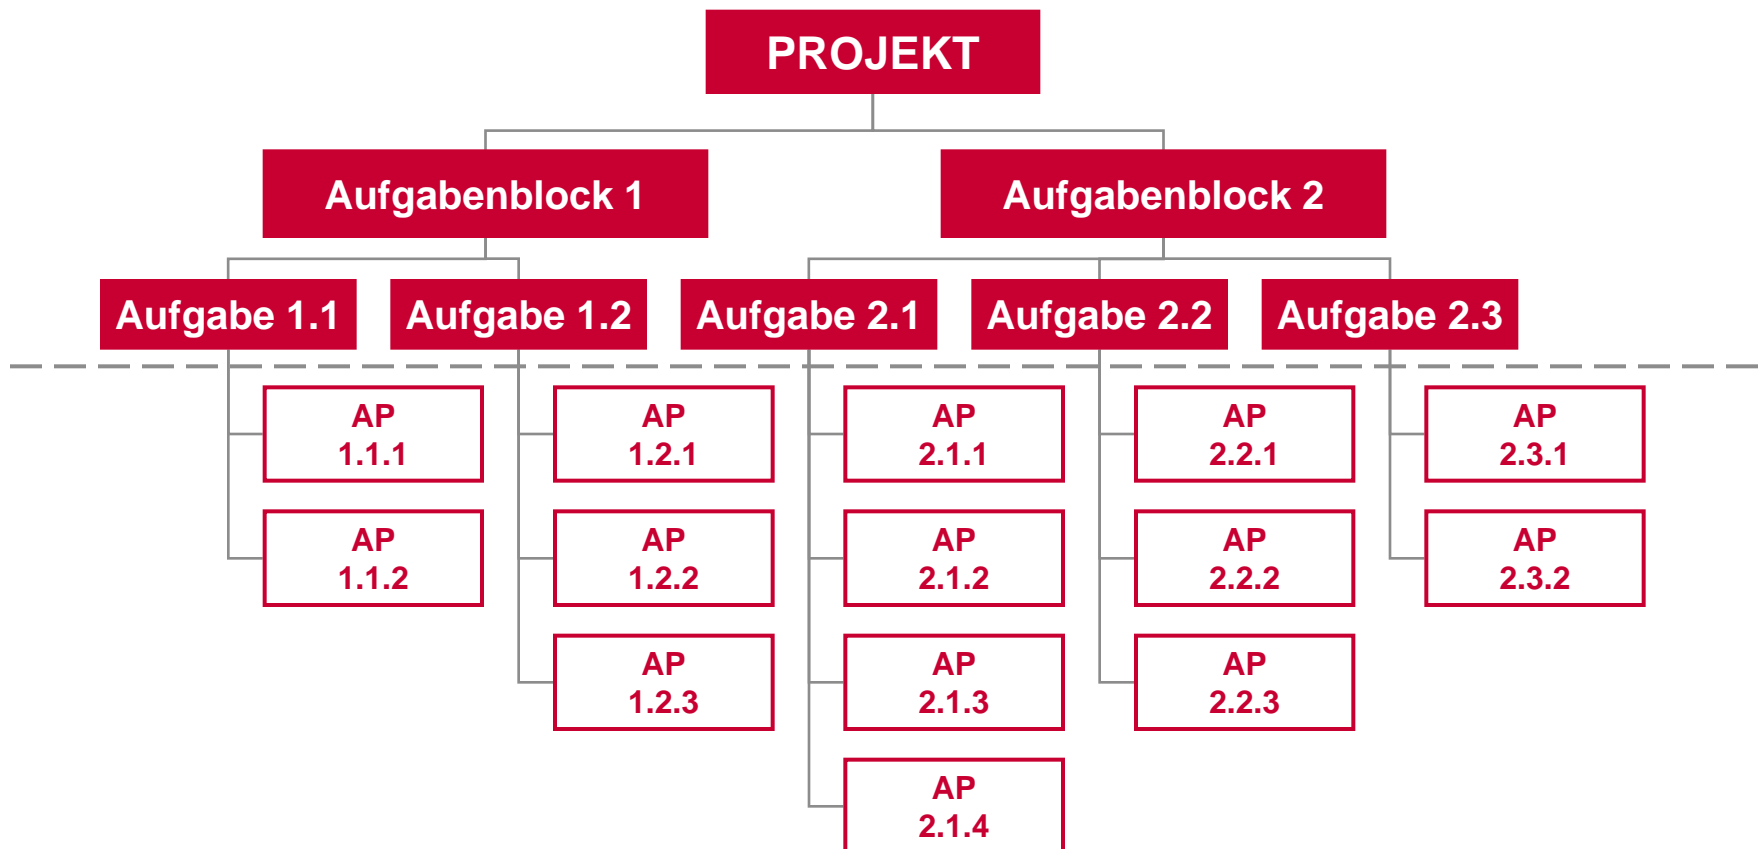 PROJEKT
Aufgabenblock 1
Aufgabenblock 2
Aufgabe 1.1
Aufgabe 1.2
Aufgabe 2.1
Aufgabe 2.2
Aufgabe 2.3
AP
1.1.1
AP
1.2.1
AP
2.1.1
AP
2.2.1
AP
2.3.1
AP
1.1.2
AP
1.2.2
AP
2.1.2
AP
2.2.2
AP
2.3.2
AP
1.2.3
AP
2.1.3
AP
2.2.3
AP
2.1.4